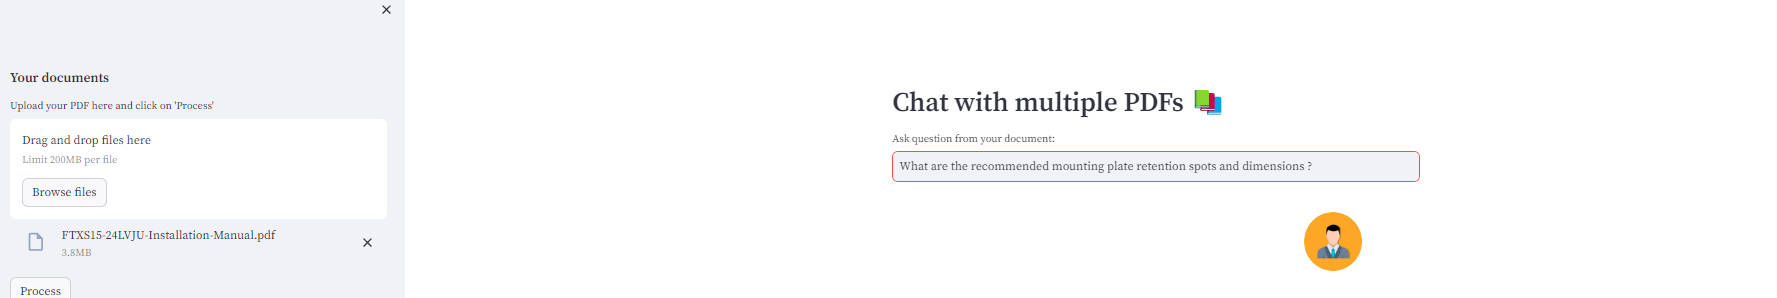 Your documents
Upload your PDF here and click on 'Process'
Drag and drop files here
Limit 200MB per file
Browse files
FTXS15-24LVJU-Installation-Manual.pdf
3.8MB
Process
Chat with multiple PDFs
Ask question from your document:
What are the recommended mounting plate retention spots and dimensions ?